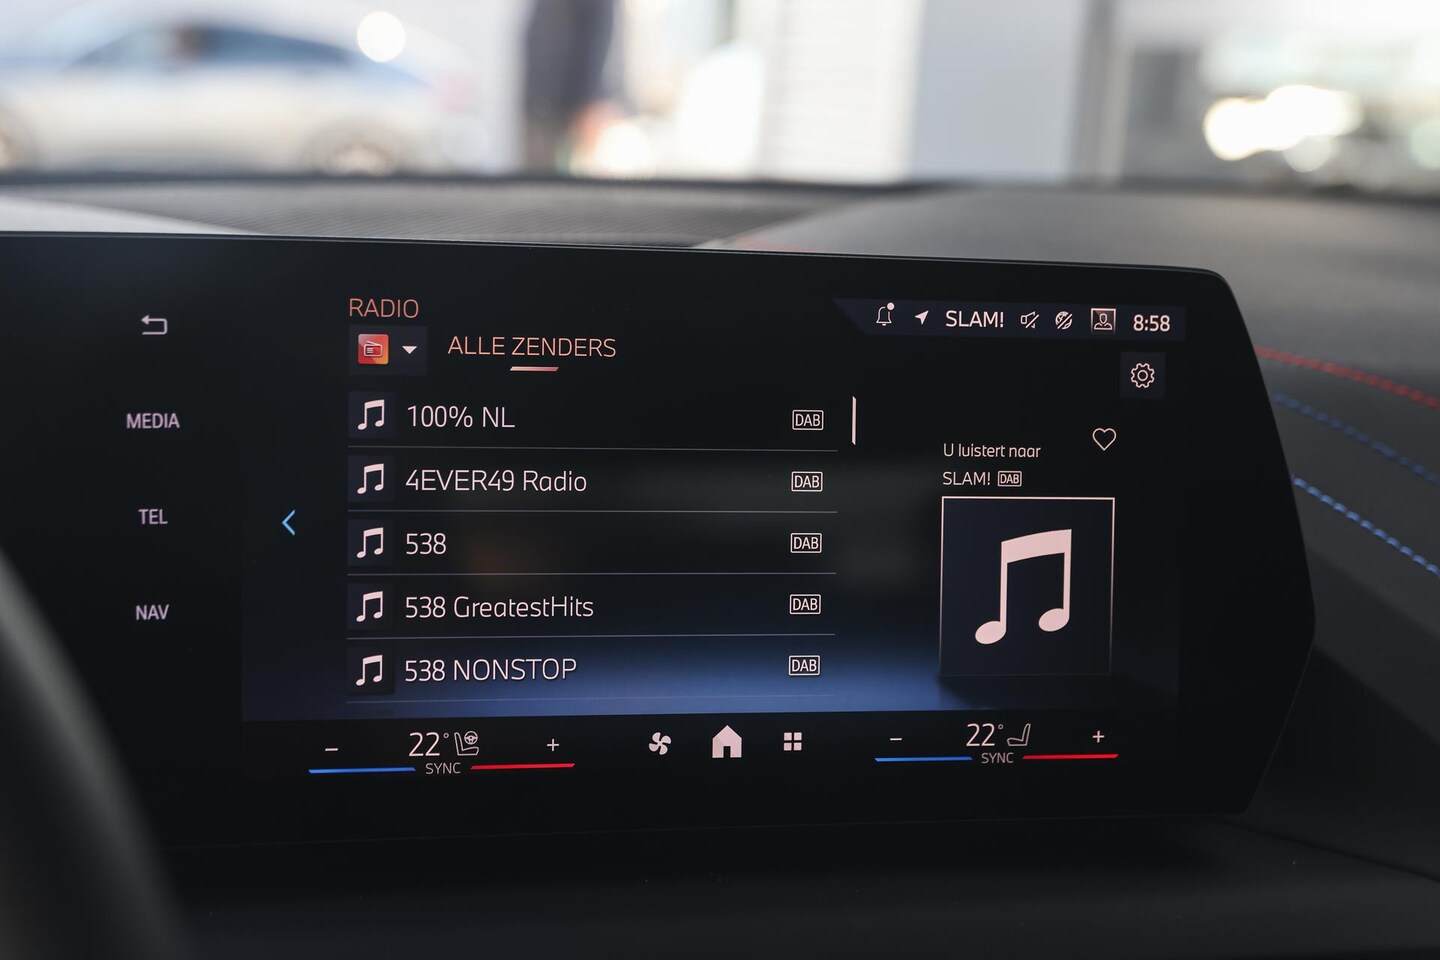 RADIO
SLAM! 8:58
ALLE ZENDERS
MEDIA
TEL
NAV
100% NL DAB
4EVER49 Radio DAB
538 DAB
538 GreatestHits DAB
538 NONSTOP DAB
U luistert naar
SLAM! DAB
− 22° +
SYNC
− 22° +
SYNC